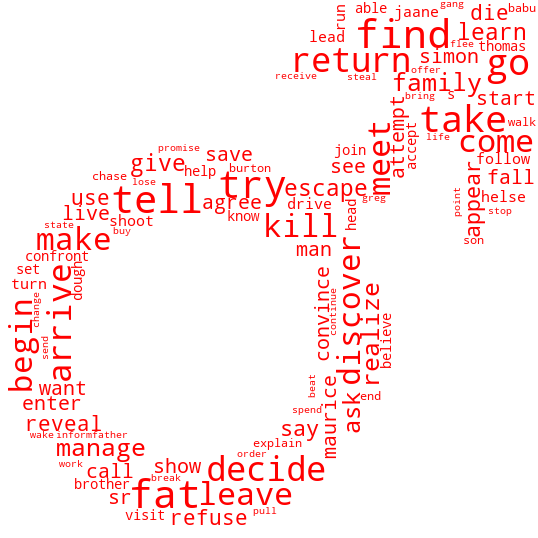 gang
able
jaane
die
babu
run
find
learn
lead
flee
thomas
return
simon
go
receive
steal
offer
family
bring
s
start
take
walk
attempt
accept
life
come
promise
join
meet
follow
give
save
see
fall
chase
help
burton
try
escape
greg
helse
lose
tell
use
agree
drive
appear
point
stop
live
shoot
know
kill
head
son
state
buy
make
man
confront
discover
set
dough
arrive
turn
convince
realize
begin
change
continue
send
believe
want
beat
end
enter
maurice
ask
spend
reveal
say
wake
informfather
manage
explain
order
work
call
show
decide
break
brother
sr
fat
leave
visit
refuse
pull